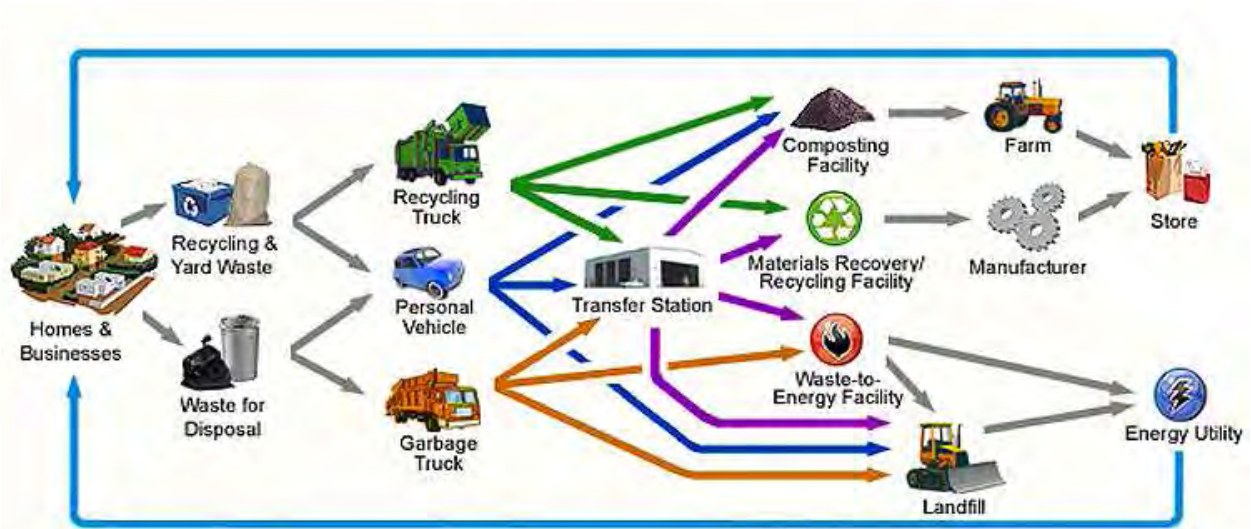 Homes &
Businesses
Recycling &
Yard Waste
Waste for
Disposal
Recycling
Truck
Personal
Vehicle
Garbage
Truck
Transfer Station
Composting
Facility
Materials Recovery/
Recycling Facility
Waste-to-
Energy Facility
Landfill
Farm
Manufacturer
Store
Energy Utility